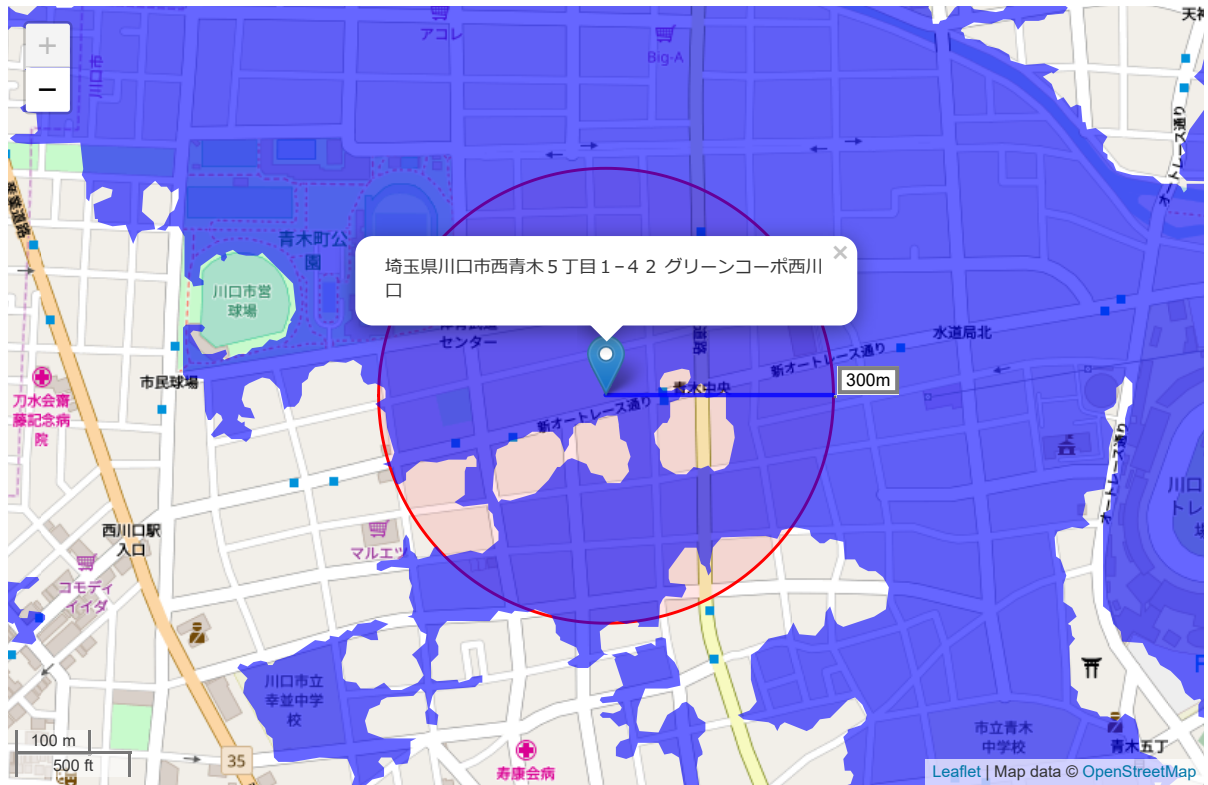 天神
アコレ
Big-A
+
−
川口市
オートレース通り
青木町公
園
埼玉県川口市西青木５丁目１−４２ グリーンコーポ西川
口
×
川口市営
球場
センター
水道局北
新オートレース通り
市民球場
青木中央
300m
刀水会齋
藤記念病
院
新オートレース通り
オートレース通り
川口
トレ
場
西川口駅
入口
マルエツ
コモディ
イイダ
川口市立
幸並中学
校
市立青木
中学校
青木五丁
100 m
500 ft
35
寿康会病
Leaflet | Map data © OpenStreetMap